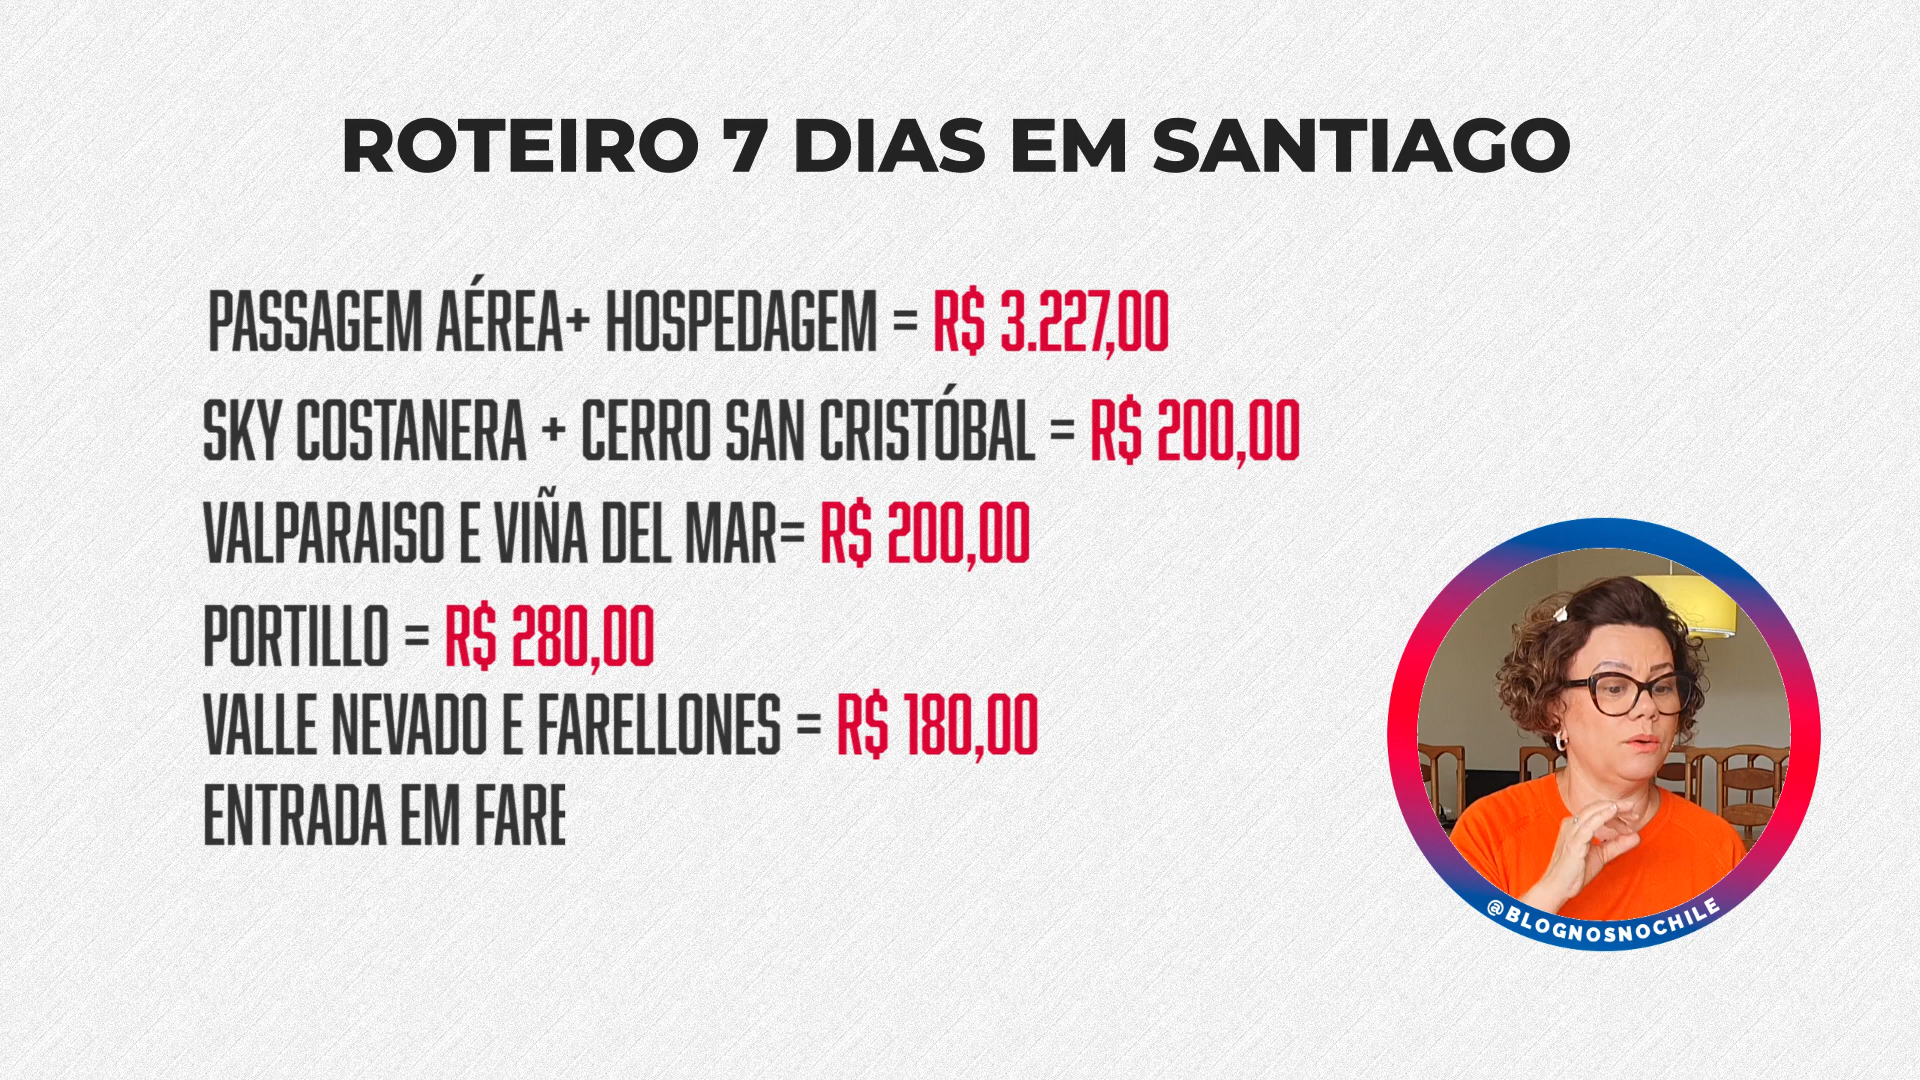 ROTEIRO 7 DIAS EM SANTIAGO
PASSAGEM AÉREA+ HOSPEDAGEM = R$ 3.227,00
SKY COSTANERA + CERRO SAN CRISTÓBAL = R$ 200,00
VALPARAISO E VIÑA DEL MAR= R$ 200,00
PORTILLO = R$ 280,00
VALLE NEVADO E FARELLONES = R$ 180,00
ENTRADA EM FARE
@BLOGNOSNOCHILE